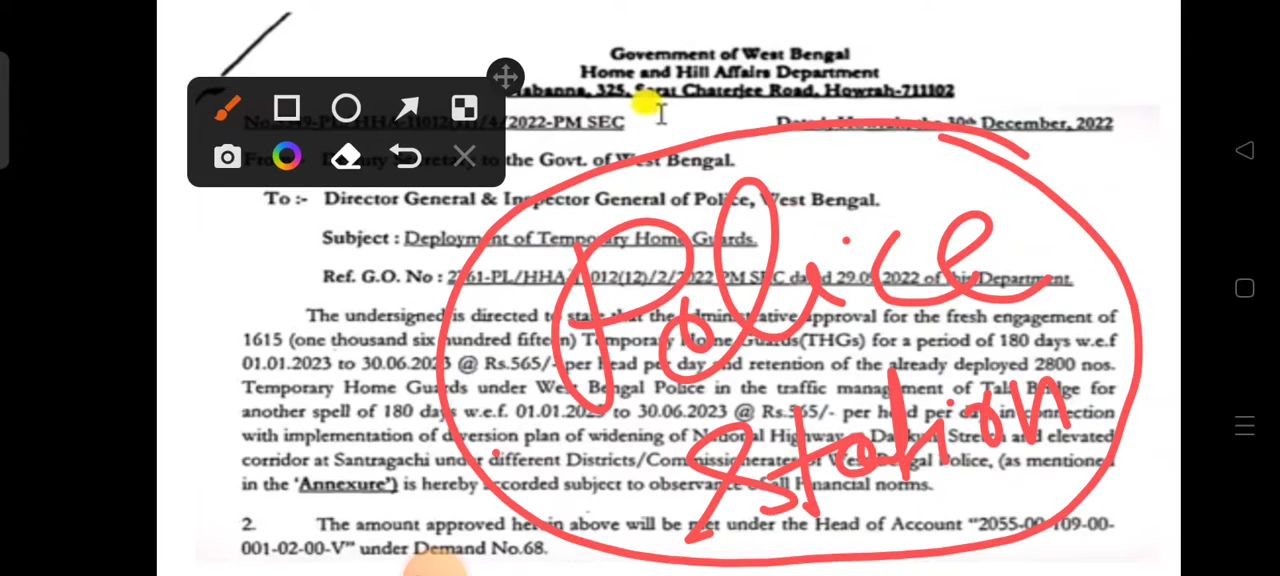 Government of West Bengal
Home and Hill Affairs Department
325, Sarat Chaterjee Road, Howrah-711102
/4/2022-PM SEC
30th December, 2022
to the Govt. of West Bengal.
To :- Director General & Inspector General of Police, West Bengal.
Subject : Deployment of Temporary Home Guards.
Ref. G.O. No : dated 29.09.2022 of this Department.
The undersigned is directed to state that the administrative approval for the fresh engagement of
1615 (one thousand six hundred fifteen) Temporary Home Guards(THGs) for a period of 180 days w.e.f
01.01.2023 to 30.06.2023 @ Rs.565/- per head per day and retention of the already deployed 2800 nos.
Temporary Home Guards under West Bengal Police in the traffic management of Tala Bridge for
another spell of 180 days w.e.f. 01.01.2023 to 30.06.2023 @ Rs.565/- per head per day in connection
with implementation of diversion plan of widening of National Highway Stretch and elevated
corridor at Santragachi under different Districts/Commissionerates of West Bengal Police, (as mentioned
in the 'Annexure') is hereby accorded subject to observance of all Financial norms.
2. The amount approved herein above will be met under the Head of Account "2055-00-109-00-
001-02-00-V" under Demand No.68.
Police
Station